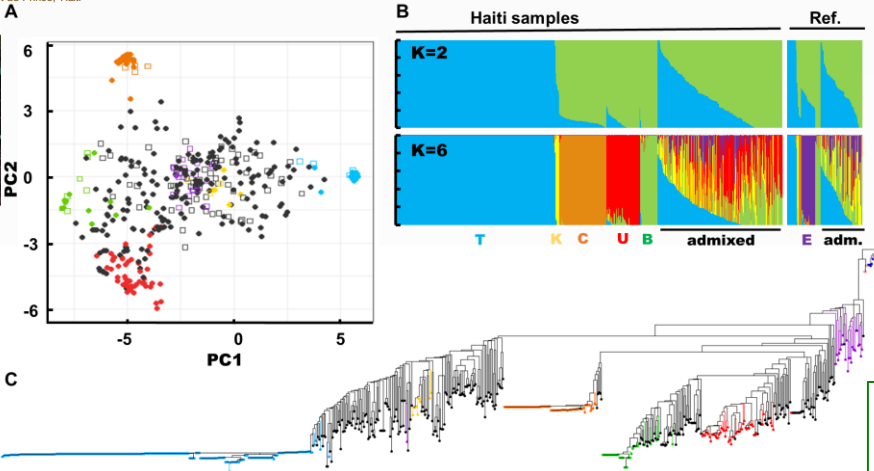 A
6
3
0
-3
-6
PC2
-5
0
5
PC1
B
Haiti samples
Ref.
K=2
K=6
T
K
C
U
B
admixed
E
adm.
C